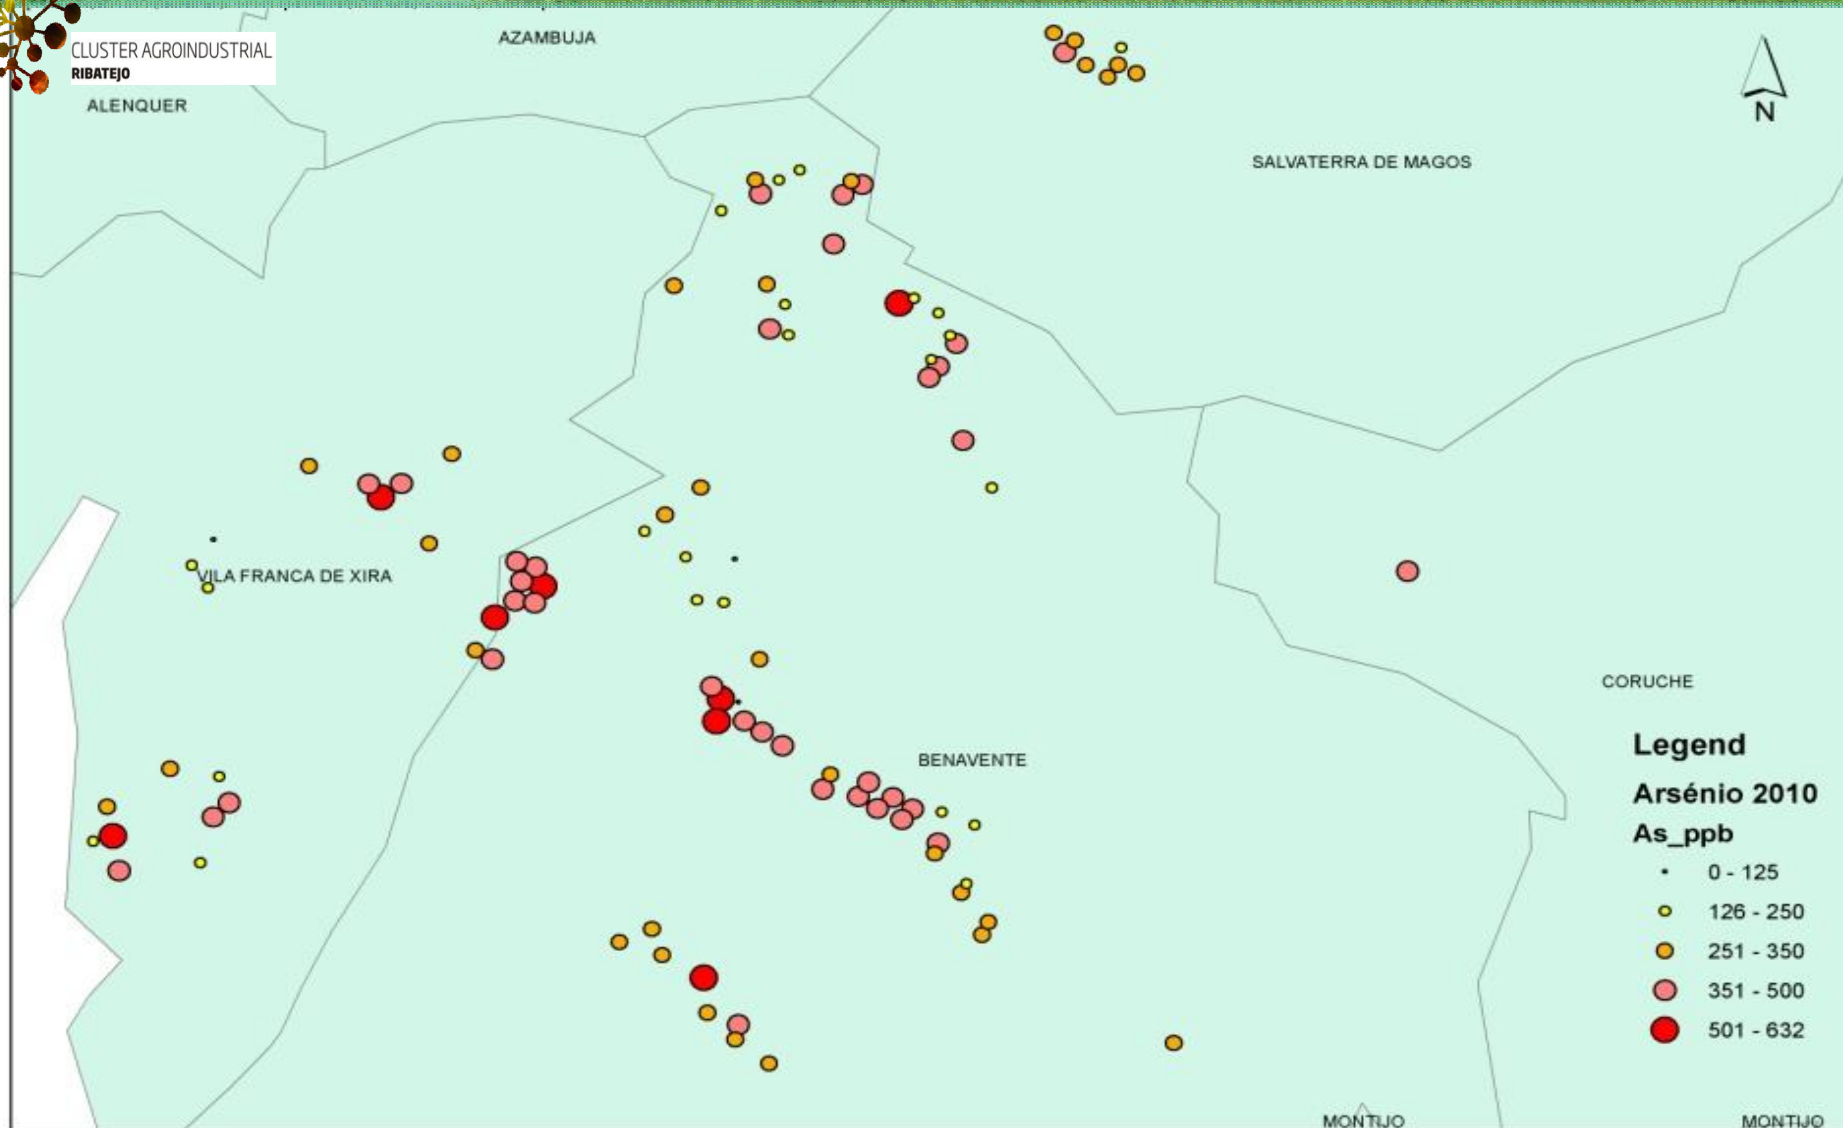 CLUSTER AGROINDUSTRIAL
RIBATEJO
AZAMBUJA
ALENQUER
N
SALVATERRA DE MAGOS
VILA FRANCA DE XIRA
CORUCHE
BENAVENTE
Legend
Arsénio 2010
As_ppb
0 - 125
126 - 250
251 - 350
351 - 500
501 - 632
MONTIJO
MONTIJO